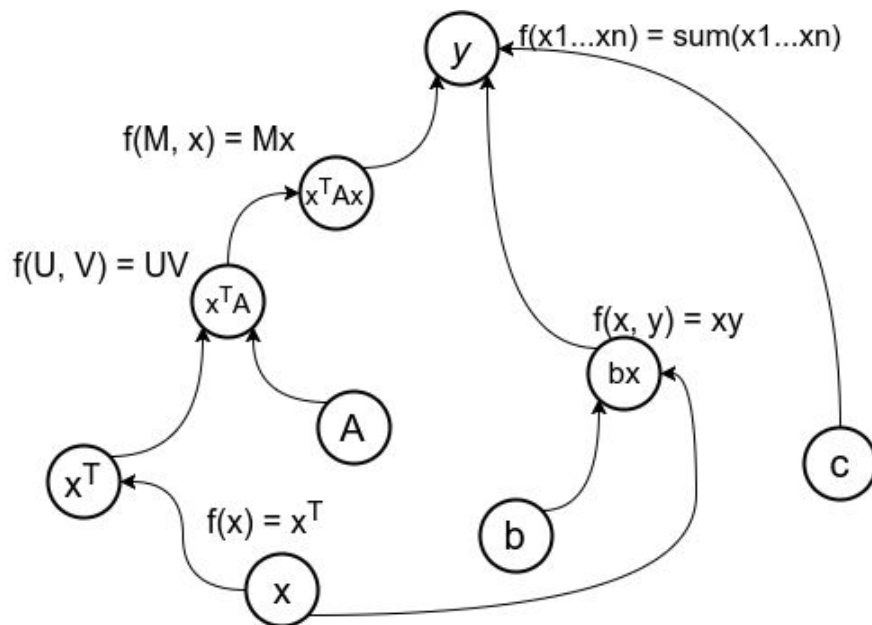 y
f(x1...xn) = sum(x1...xn)
f(M, x) = Mx
xᵀAx
f(U, V) = UV
xᵀA
f(x, y) = xy
bx
A
c
xᵀ
f(x) = xᵀ
b
x